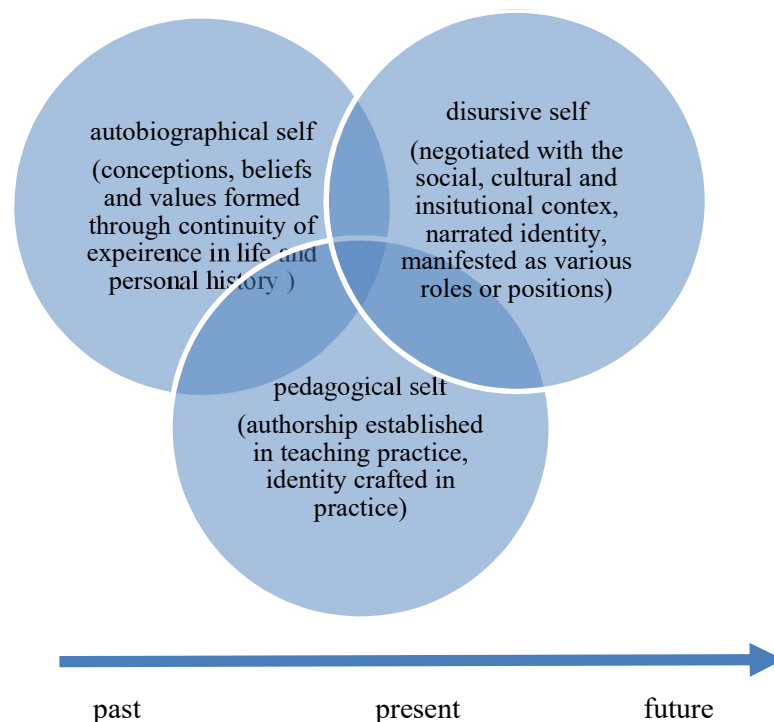 autobiographical self
(conceptions, beliefs
and values formed
through continuity of
expeirence in life and
personal history )
disursive self
(negotiated with the
social, cultural and
insitutional contex,
narrated identity,
manifested as various
roles or positions)
pedagogical self
(authorship established
in teaching practice,
identity crafted in
practice)
past
present
future